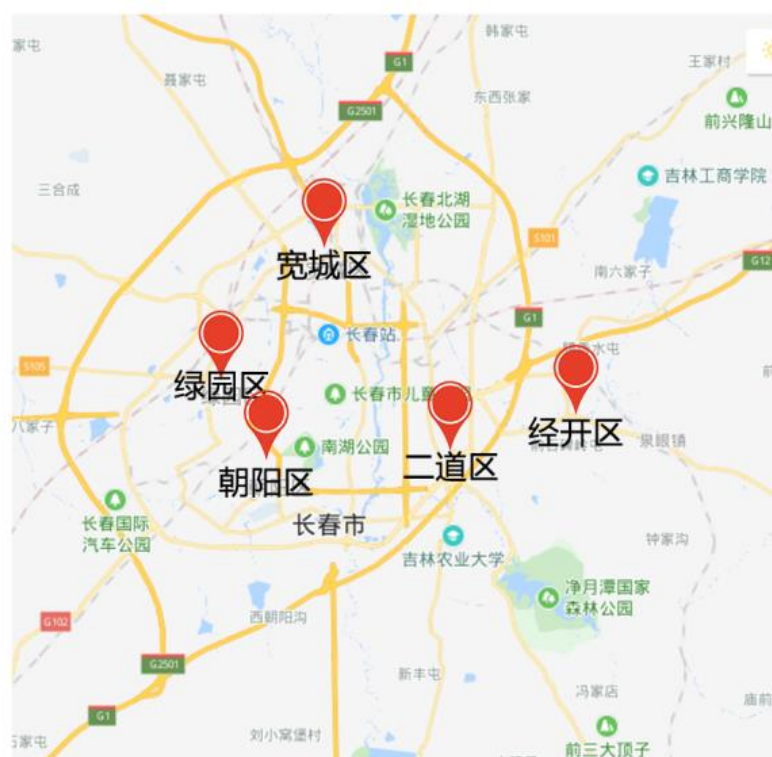 韩家屯
家屯
G1
王家村
聂家屯
东西张家
G2501
前兴隆山
三合成
吉林工商学院
长春北湖
湿地公园
S101
宽城区
南六家子
G12
G1
长春站
S105
绿园区
长春市儿
经开区
八家子
朝阳区
南湖公园
二道区
泉眼镇
长春国际
汽车公园
长春市
吉林农业大学
钟家沟
净月潭国家
森林公园
G102
西朝阳沟
G2501
新丰屯
冯家店
庙前
G1
刘小窝堡村
石家屯
前三大顶子